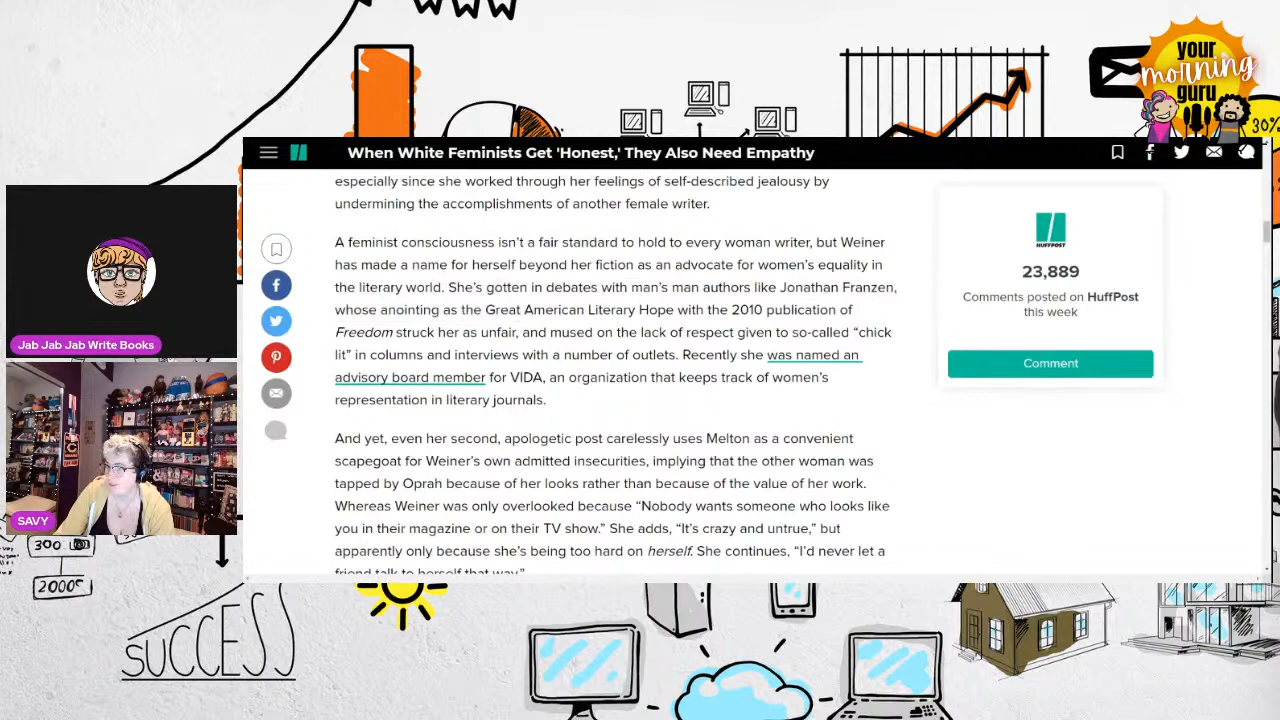 WWW
your
morning
guru
30%
When White Feminists Get 'Honest,' They Also Need Empathy
especially since she worked through her feelings of self-described jealousy by
undermining the accomplishments of another female writer.
A feminist consciousness isn’t a fair standard to hold to every woman writer, but Weiner
has made a name for herself beyond her fiction as an advocate for women’s equality in
the literary world. She’s gotten in debates with man’s man authors like Jonathan Franzen,
whose anointing as the Great American Literary Hope with the 2010 publication of
Freedom struck her as unfair, and mused on the lack of respect given to so-called “chick
lit” in columns and interviews with a number of outlets. Recently she was named an
advisory board member for VIDA, an organization that keeps track of women’s
representation in literary journals.
And yet, even her second, apologetic post carelessly uses Melton as a convenient
scapegoat for Weiner’s own admitted insecurities, implying that the other woman was
tapped by Oprah because of her looks rather than because of the value of her work.
Whereas Weiner was only overlooked because “Nobody wants someone who looks like
you in their magazine or on their TV show.” She adds, “It’s crazy and untrue,” but
apparently only because she’s being too hard on herself. She continues, “I’d never let a
friend talk to herself that way.”
HUFFPOST
23,889
Comments posted on HuffPost
this week
Comment
Jab Jab Jab Write Books
SAVY
300
2000
SUCCESS